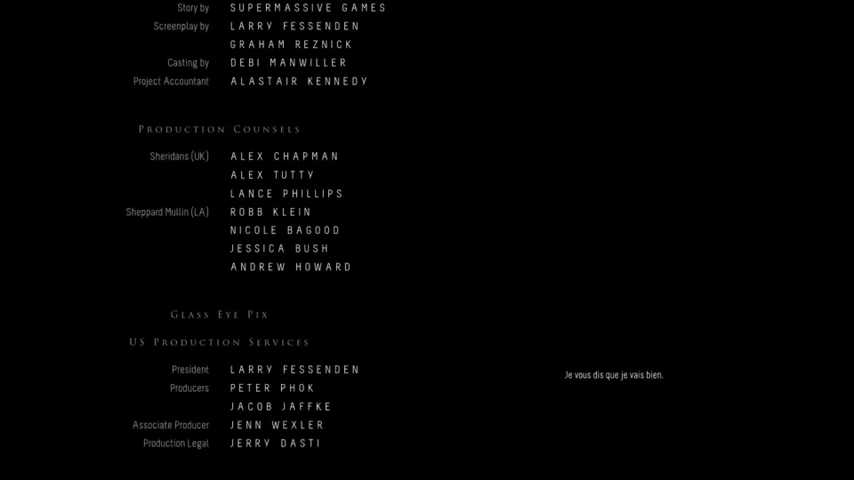 Story by SUPERMASSIVE GAMES
Screenplay by LARRY FESSENDEN
GRAHAM REZNICK
Casting by DEBI MANWILLER
Project Accountant ALASTAIR KENNEDY
PRODUCTION COUNSELS
Sheridans (UK) ALEX CHAPMAN
ALEX TUTTY
LANCE PHILLIPS
Sheppard Mullin (LA) ROBB KLEIN
NICOLE BAGOOD
JESSICA BUSH
ANDREW HOWARD
GLASS EYE PIX
US PRODUCTION SERVICES
President LARRY FESSENDEN
Producers PETER PHOK
JACOB JAFFKE
Associate Producer JENN WEXLER
Production Legal JERRY DASTI
Je vous dis que je vais bien.